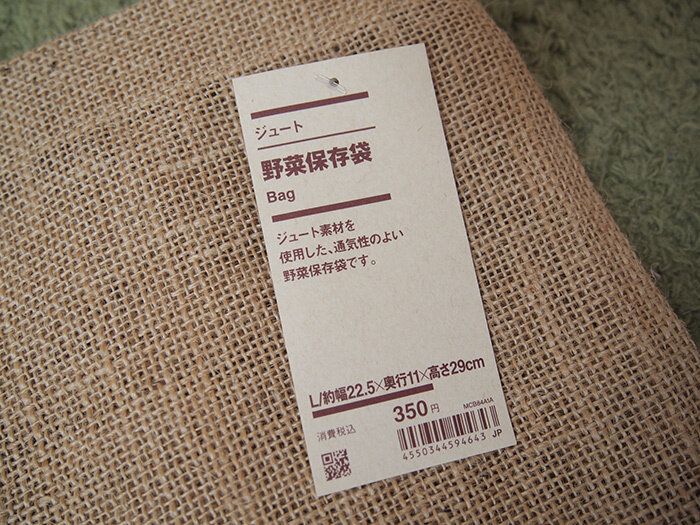 ジュート
野菜保存袋
Bag
ジュート素材を
使用した、通気性のよい
野菜保存袋です。
L/約幅22.5×奥行11×高さ29cm
350円
MCB84A1A
消費税込
4550344594643 JP